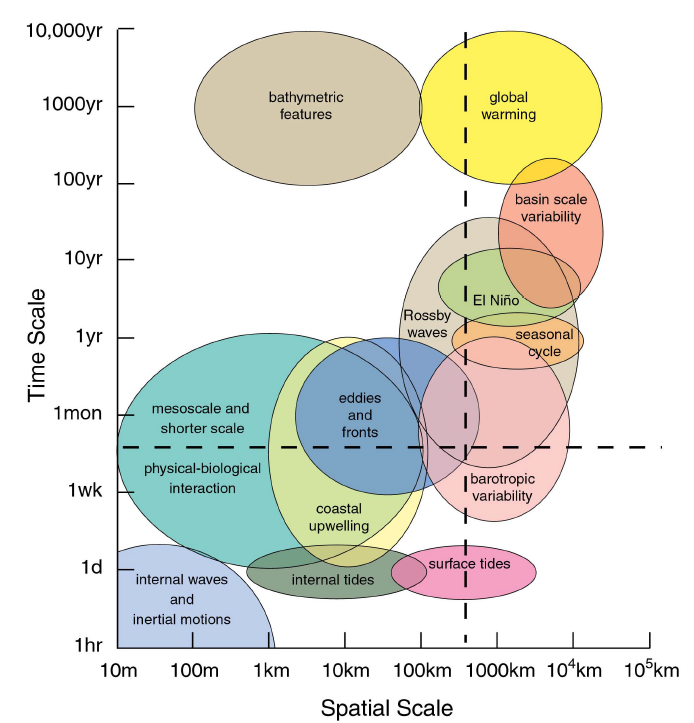 10,000yr
1000yr
100yr
10yr
1yr
1mon
1wk
1d
1hr
Time Scale
bathymetric
features
global
warming
basin scale
variability
El Niño
Rossby
waves
seasonal
cycle
mesoscale and
shorter scale
physical-biological
interaction
eddies
and
fronts
coastal
upwelling
barotropic
variability
internal waves
and
inertial motions
internal tides
surface tides
10m
100m
1km
10km
100km
1000km
10⁴km
10⁵km
Spatial Scale